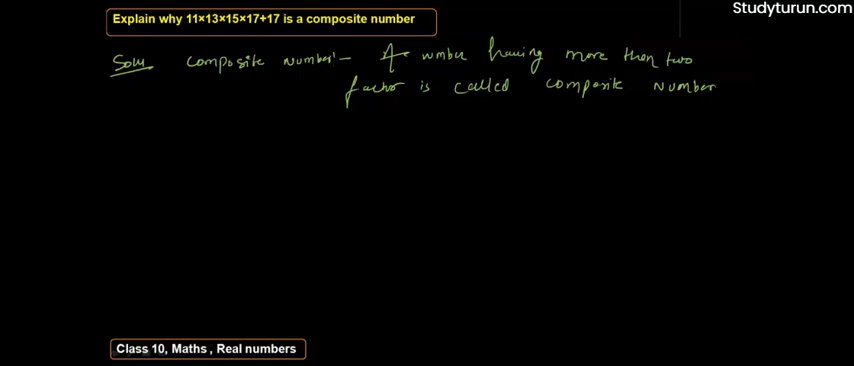 Studyturun.com
Explain why 11×13×15×17+17 is a composite number
Soln composite number:- A number having more then two
factor is called composite number
Class 10, Maths , Real numbers